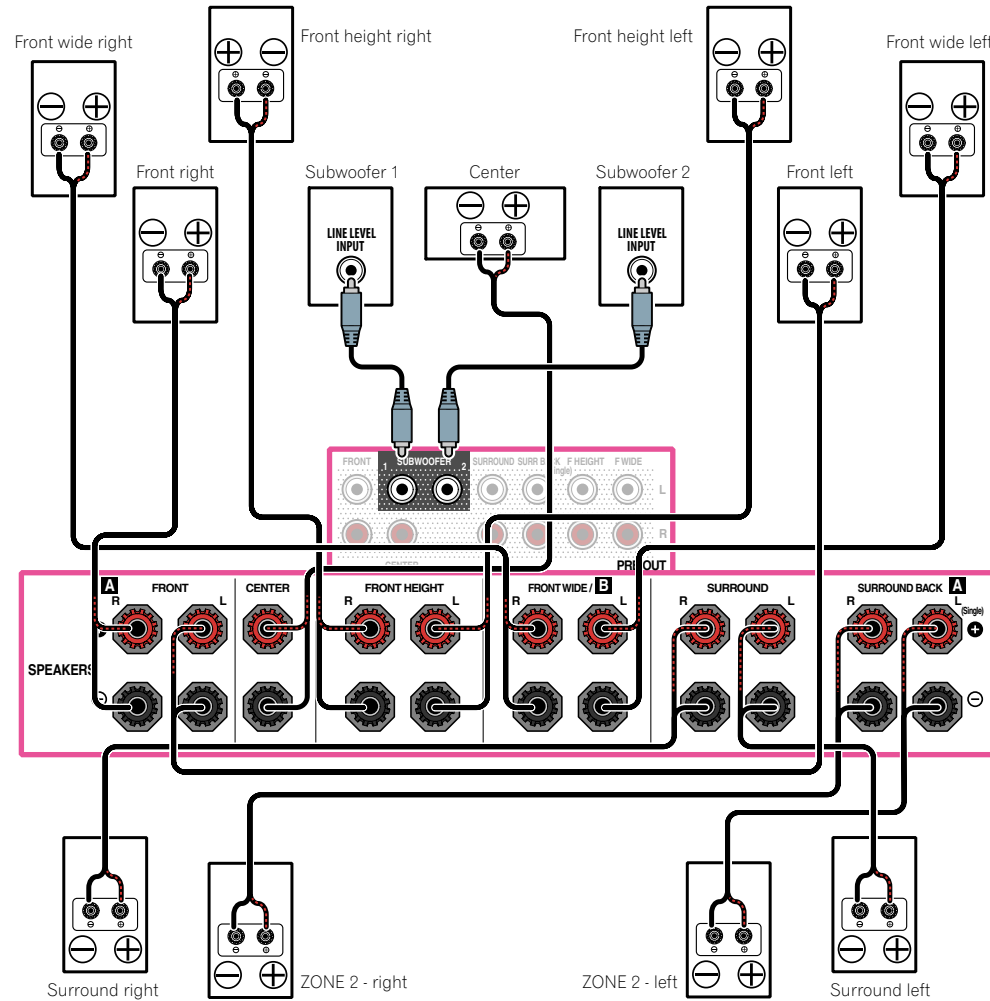 Front height right
Front height left
Front wide right
Front wide left
Front right
Subwoofer 1
Center
Subwoofer 2
Front left
LINE LEVEL
INPUT
LINE LEVEL
INPUT
FRONT
SUBWOOFER
1
2
SURROUND
SURR BACK
F HEIGHT
F WIDE
L
R
PRE OUT
A
FRONT
CENTER
FRONT HEIGHT
FRONT WIDE / B
SURROUND
SURROUND BACK A
R
L
R
L
R
L
R
L
R
L
(Single)
SPEAKERS
Surround right
ZONE 2 - right
ZONE 2 - left
Surround left